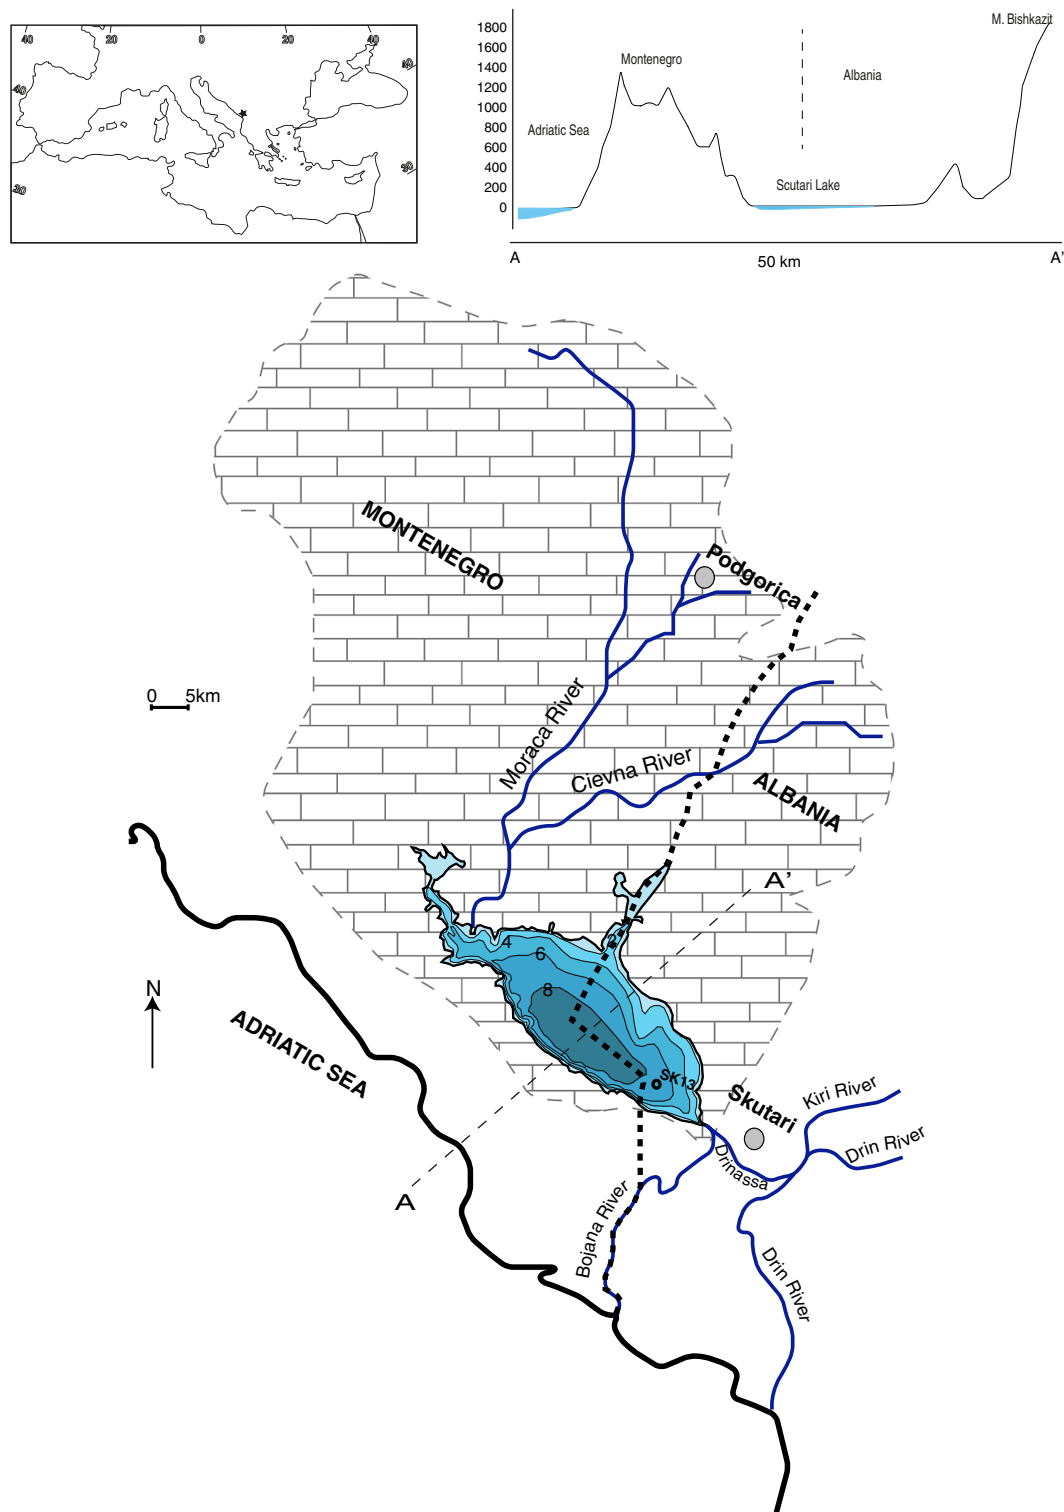 40
20
0
20
40
40
40
30
30
1800
1600
1400
1200
1000
800
600
400
200
0
M. Bishkazit
Montenegro
Albania
Adriatic Sea
Scutari Lake
A
50 km
A'
MONTENEGRO
Podgorica
0 5km
Moraca River
Cievna River
ALBANIA
A'
4
6
2
8
N
ADRIATIC SEA
SK13
Skutari
Kiri River
Drin River
Drinassa
A
Bojana River
Drin River